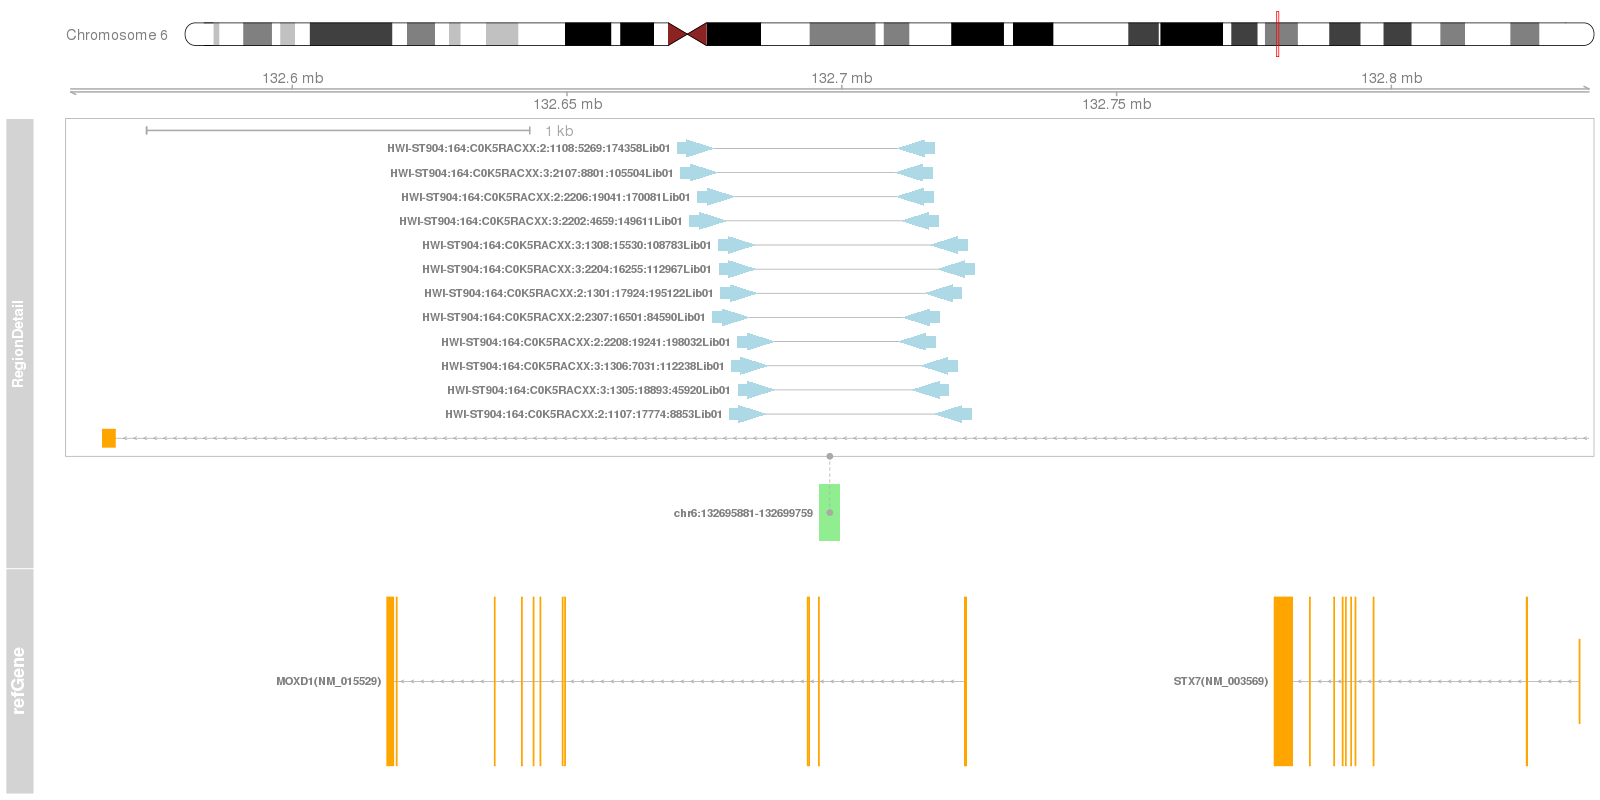 Chromosome 6
132.6 mb
132.7 mb
132.8 mb
132.65 mb
132.75 mb
1 kb
HWI-ST904:164:C0K5RACXX:2:1108:5269:174358Lib01
HWI-ST904:164:C0K5RACXX:3:2107:8801:105504Lib01
HWI-ST904:164:C0K5RACXX:2:2206:19041:170081Lib01
HWI-ST904:164:C0K5RACXX:3:2202:4659:149611Lib01
HWI-ST904:164:C0K5RACXX:3:1308:15530:108783Lib01
HWI-ST904:164:C0K5RACXX:3:2204:16255:112967Lib01
HWI-ST904:164:C0K5RACXX:2:1301:17924:195122Lib01
HWI-ST904:164:C0K5RACXX:2:2307:16501:84590Lib01
HWI-ST904:164:C0K5RACXX:2:2208:19241:198032Lib01
HWI-ST904:164:C0K5RACXX:3:1306:7031:112238Lib01
HWI-ST904:164:C0K5RACXX:3:1305:18893:45920Lib01
HWI-ST904:164:C0K5RACXX:2:1107:17774:8853Lib01
RegionDetail
chr6:132695881-132699759
MOXD1(NM_015529)
STX7(NM_003569)
refGene